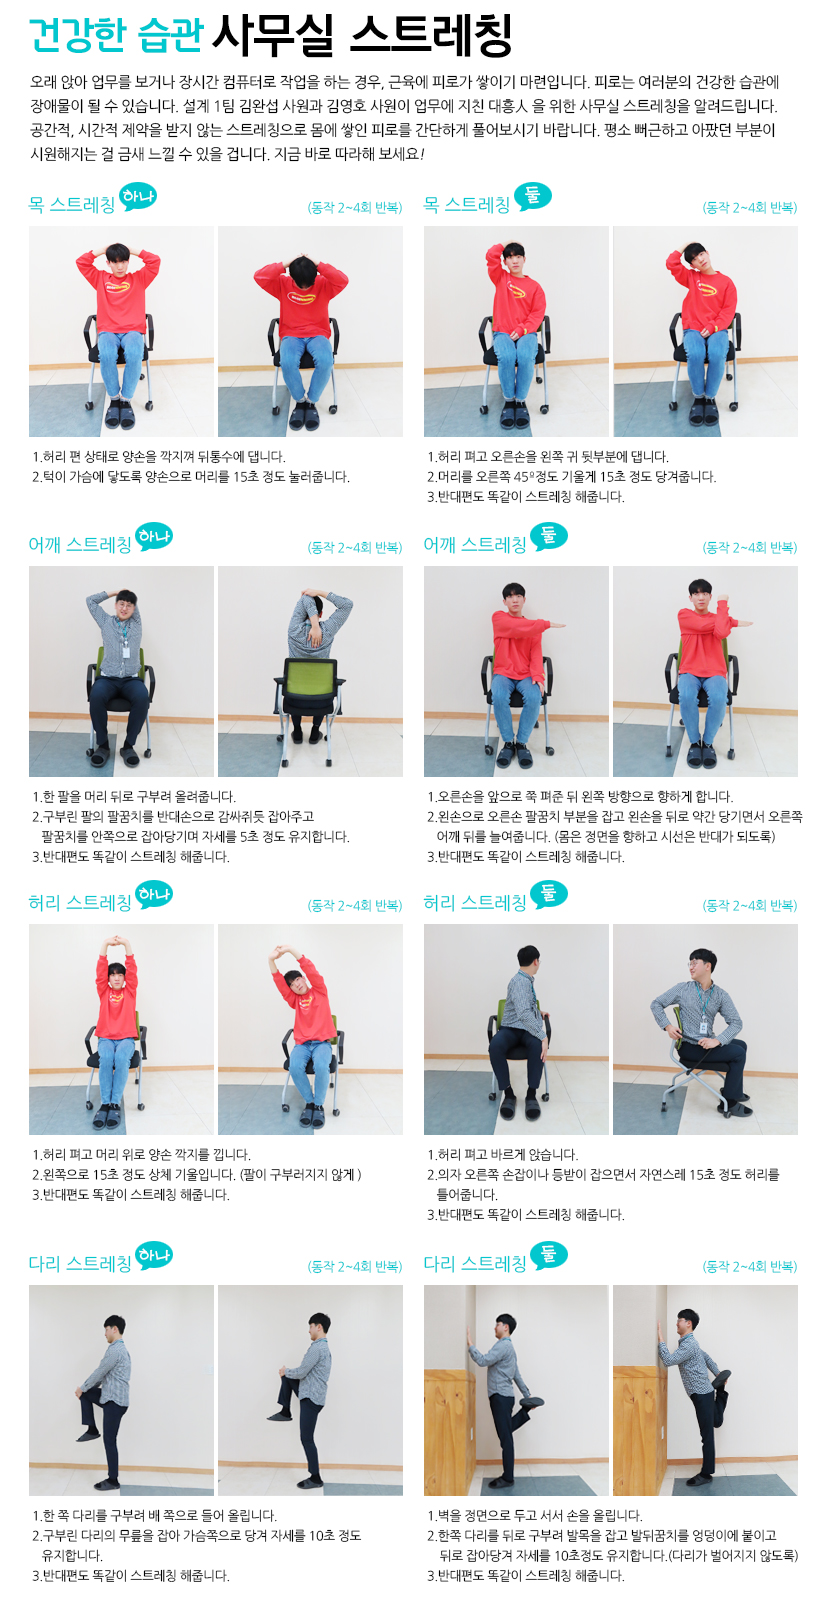 건강한 습관 사무실 스트레칭
오래 앉아 업무를 보거나 장시간 컴퓨터로 작업을 하는 경우, 근육에 피로가 쌓이기 마련입니다. 피로는 여러분의 건강한 습관에
장애물이 될 수 있습니다. 설계 1팀 김완섭 사원과 김영호 사원이 업무에 지친 대흥人 을 위한 사무실 스트레칭을 알려드립니다.
공간적, 시간적 제약을 받지 않는 스트레칭으로 몸에 쌓인 피로를 간단하게 풀어보시기 바랍니다. 평소 뻐근하고 아팠던 부분이
시원해지는 걸 금새 느낄 수 있을 겁니다. 지금 바로 따라해 보세요!
목 스트레칭 하나 (동작 2~4회 반복)
1.허리 편 상태로 양손을 깍지껴 뒤통수에 댑니다.
2.턱이 가슴에 닿도록 양손으로 머리를 15초 정도 눌러줍니다.
목 스트레칭 둘 (동작 2~4회 반복)
1.허리 펴고 오른손을 왼쪽 귀 뒷부분에 댑니다.
2.머리를 오른쪽 45º정도 기울게 15초 정도 당겨줍니다.
3.반대편도 똑같이 스트레칭 해줍니다.
어깨 스트레칭 하나 (동작 2~4회 반복)
1.한 팔을 머리 뒤로 구부려 올려줍니다.
2.구부린 팔의 팔꿈치를 반대손으로 감싸쥐듯 잡아주고
팔꿈치를 안쪽으로 잡아당기며 자세를 5초 정도 유지합니다.
3.반대편도 똑같이 스트레칭 해줍니다.
어깨 스트레칭 둘 (동작 2~4회 반복)
1.오른손을 앞으로 쭉 펴준 뒤 왼쪽 방향으로 향하게 합니다.
2.왼손으로 오른손 팔꿈치 부분을 잡고 왼손을 뒤로 약간 당기면서 오른쪽
어깨 뒤를 늘여줍니다. (몸은 정면을 향하고 시선은 반대가 되도록)
3.반대편도 똑같이 스트레칭 해줍니다.
허리 스트레칭 하나 (동작 2~4회 반복)
1.허리 펴고 머리 위로 양손 깍지를 낍니다.
2.왼쪽으로 15초 정도 상체 기울입니다. (팔이 구부러지지 않게 )
3.반대편도 똑같이 스트레칭 해줍니다.
허리 스트레칭 둘 (동작 2~4회 반복)
1.허리 펴고 바르게 앉습니다.
2.의자 오른쪽 손잡이나 등받이 잡으면서 자연스레 15초 정도 허리를
틀어줍니다.
3.반대편도 똑같이 스트레칭 해줍니다.
다리 스트레칭 하나 (동작 2~4회 반복)
1.한 쪽 다리를 구부려 배 쪽으로 들어 올립니다.
2.구부린 다리의 무릎을 잡아 가슴쪽으로 당겨 자세를 10초 정도
유지합니다.
3.반대편도 똑같이 스트레칭 해줍니다.
다리 스트레칭 둘 (동작 2~4회 반복)
1.벽을 정면으로 두고 서서 손을 올립니다.
2.한쪽 다리를 뒤로 구부려 발목을 잡고 발뒤꿈치를 엉덩이에 붙이고
뒤로 잡아당겨 자세를 10초정도 유지합니다.(다리가 벌어지지 않도록)
3.반대편도 똑같이 스트레칭 해줍니다.